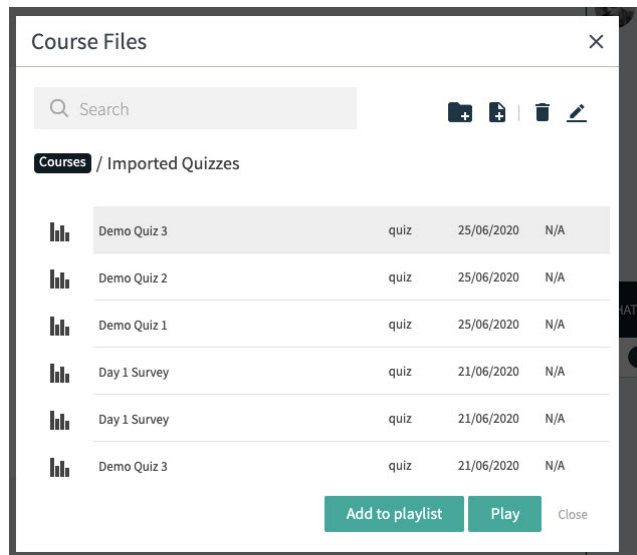 Course Files
Search
Courses / Imported Quizzes
Demo Quiz 3 quiz 25/06/2020 N/A
Demo Quiz 2 quiz 25/06/2020 N/A
Demo Quiz 1 quiz 25/06/2020 N/A
Day 1 Survey quiz 21/06/2020 N/A
Day 1 Survey quiz 21/06/2020 N/A
Demo Quiz 3 quiz 21/06/2020 N/A
Add to playlist Play Close